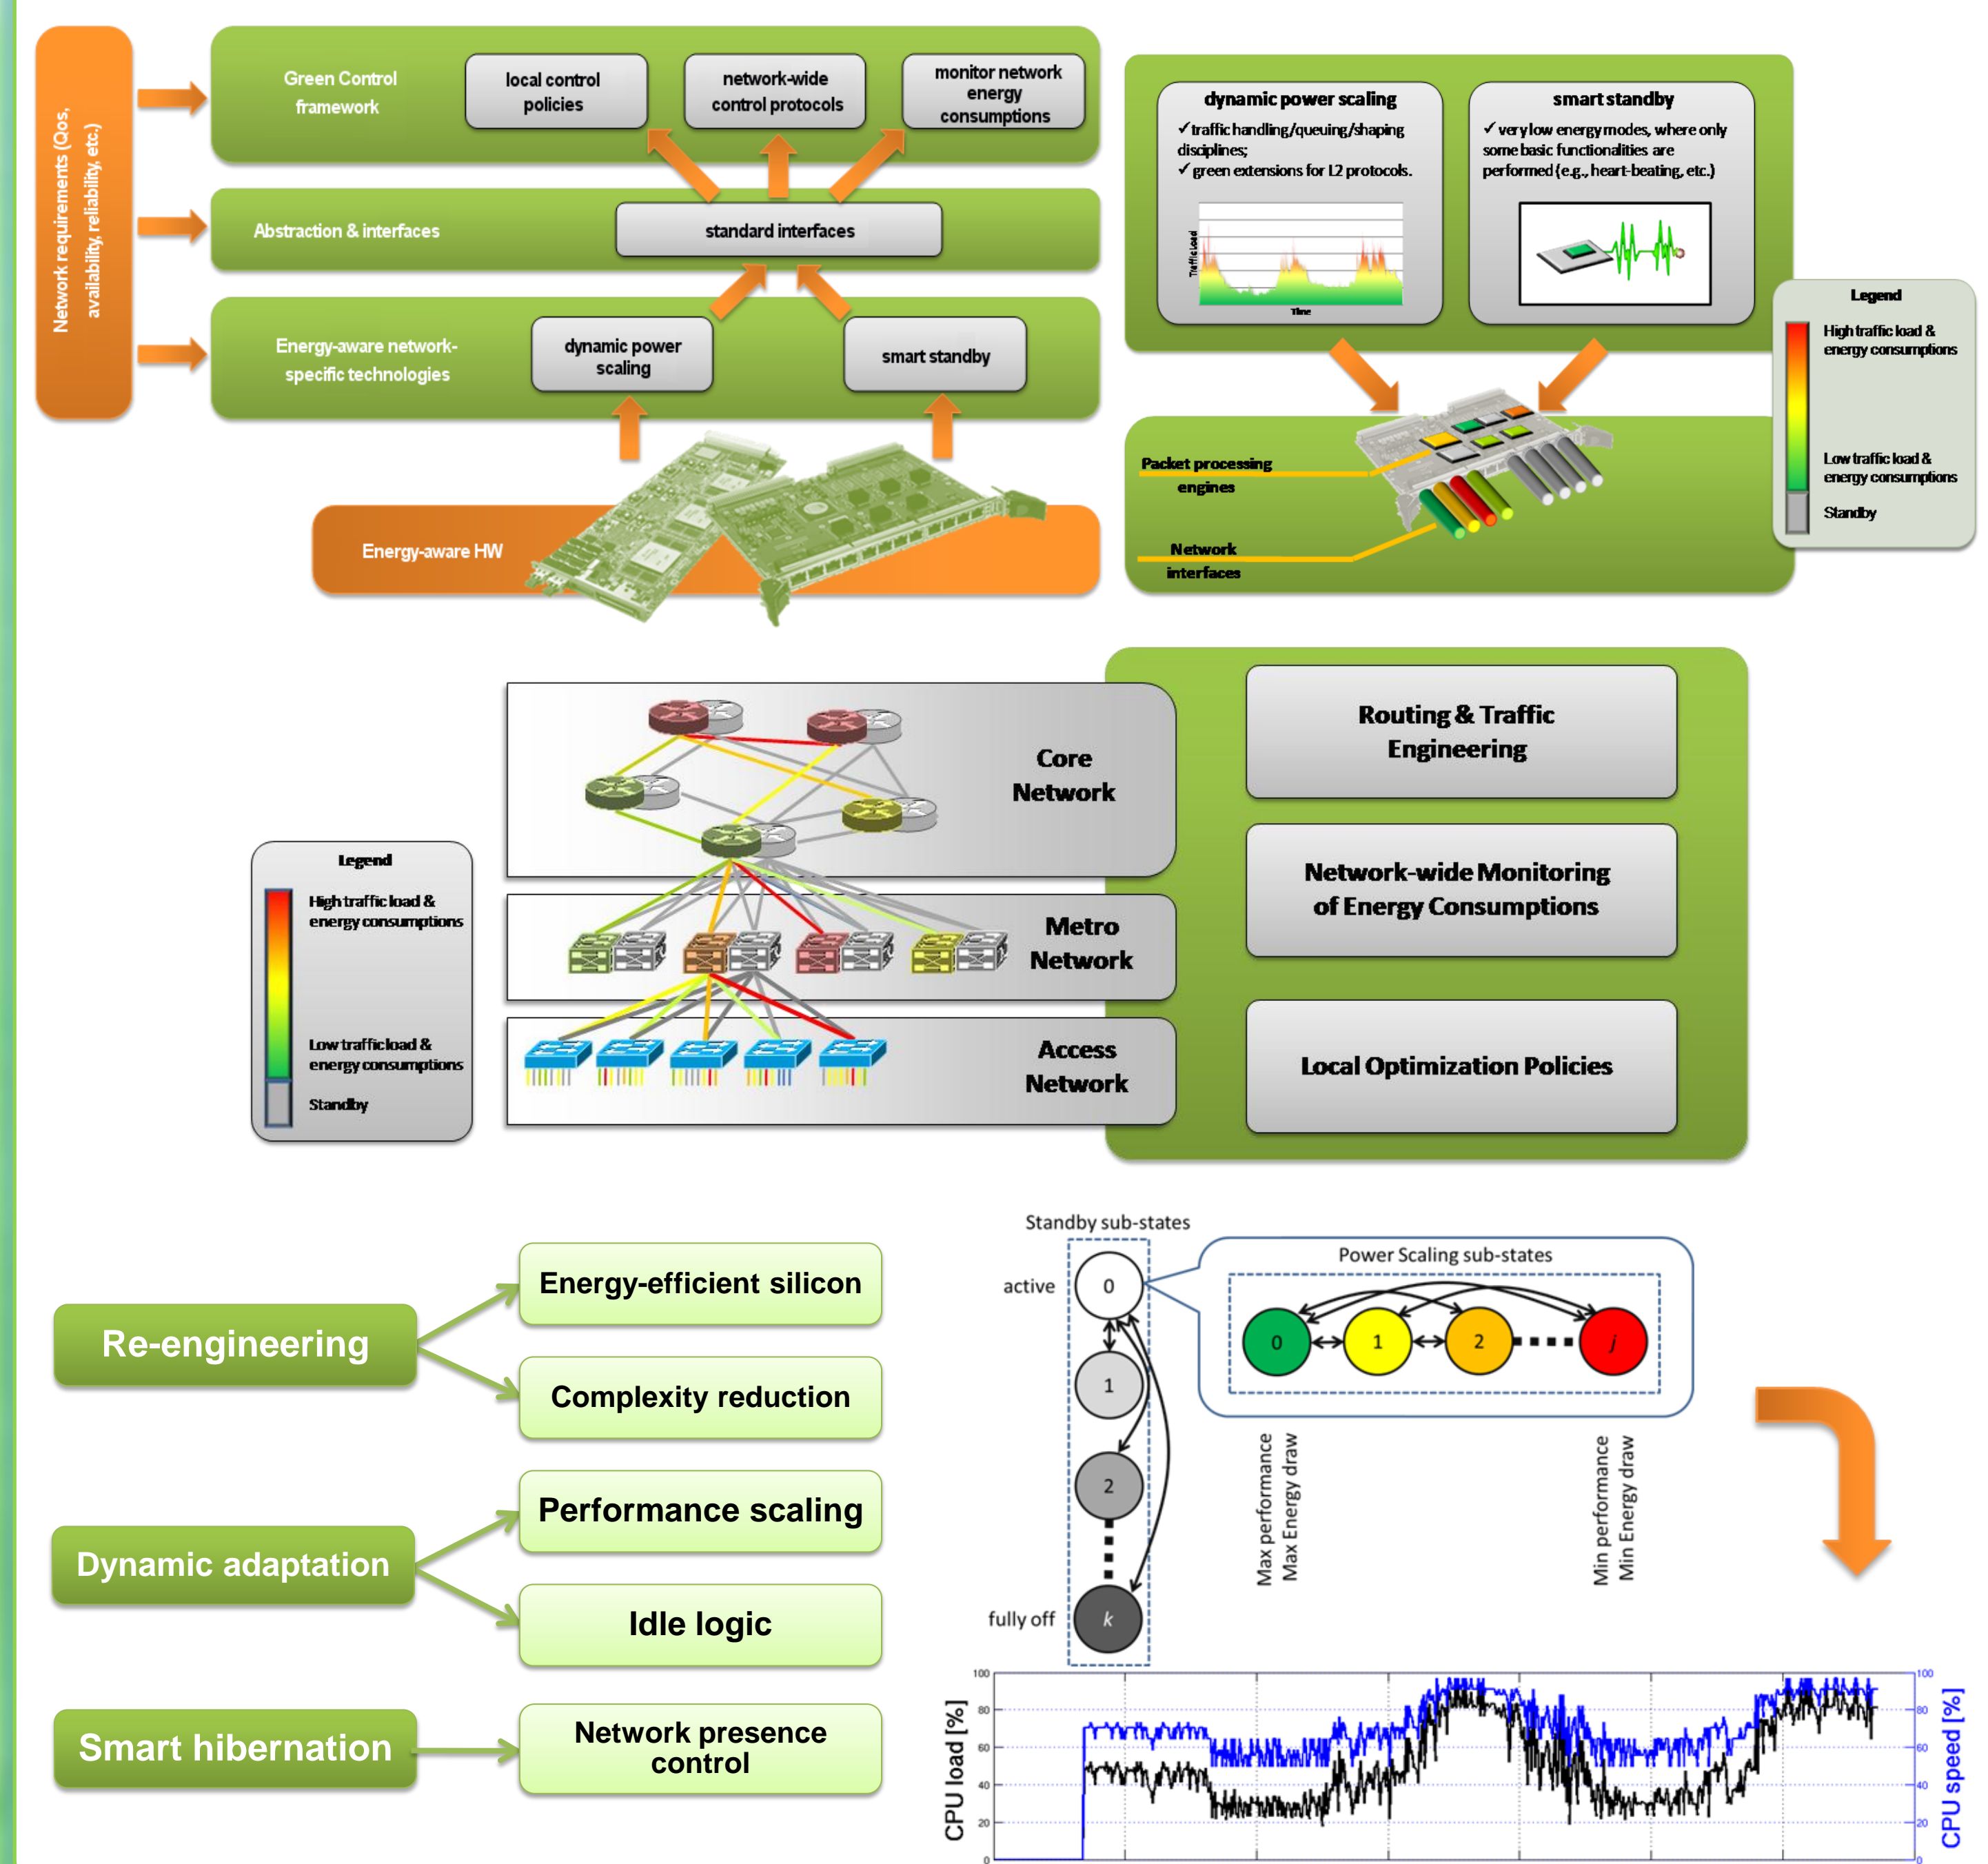 Network requirements (Qos,
availability, reliability, etc.)
Green Control
framework
local control
policies
network-wide
control protocols
monitor network
energy
consumptions
Abstraction & interfaces
standard interfaces
Energy-aware network-
specific technologies
dynamic power
scaling
smart standby
Energy-aware HW
dynamic power scaling
✓traffic handling/queuing/shaping
disciplines;
✓green extensions for L2 protocols.
Traffic Load
Time
smart standby
✓very low energy modes, where only
some basic functionalities are
performed (e.g., heart-beating, etc.)
Packet processing
engines
Network
interfaces
Legend
High traffic load &
energy consumptions
Low traffic load &
energy consumptions
Standby
Legend
High traffic load &
energy consumptions
Low traffic load &
energy consumptions
Standby
Core
Network
Metro
Network
Access
Network
Routing & Traffic
Engineering
Network-wide Monitoring
of Energy Consumptions
Local Optimization Policies
Re-engineering
Energy-efficient silicon
Complexity reduction
Dynamic adaptation
Performance scaling
Idle logic
Smart hibernation
Network presence
control
Standby sub-states
active
0
1
2
k
fully off
Power Scaling sub-states
0
1
2
j
Max performance
Max Energy draw
Min performance
Min Energy draw
CPU load [%]
100
80
60
40
20
0
100
80
60
40
20
0
CPU speed [%]